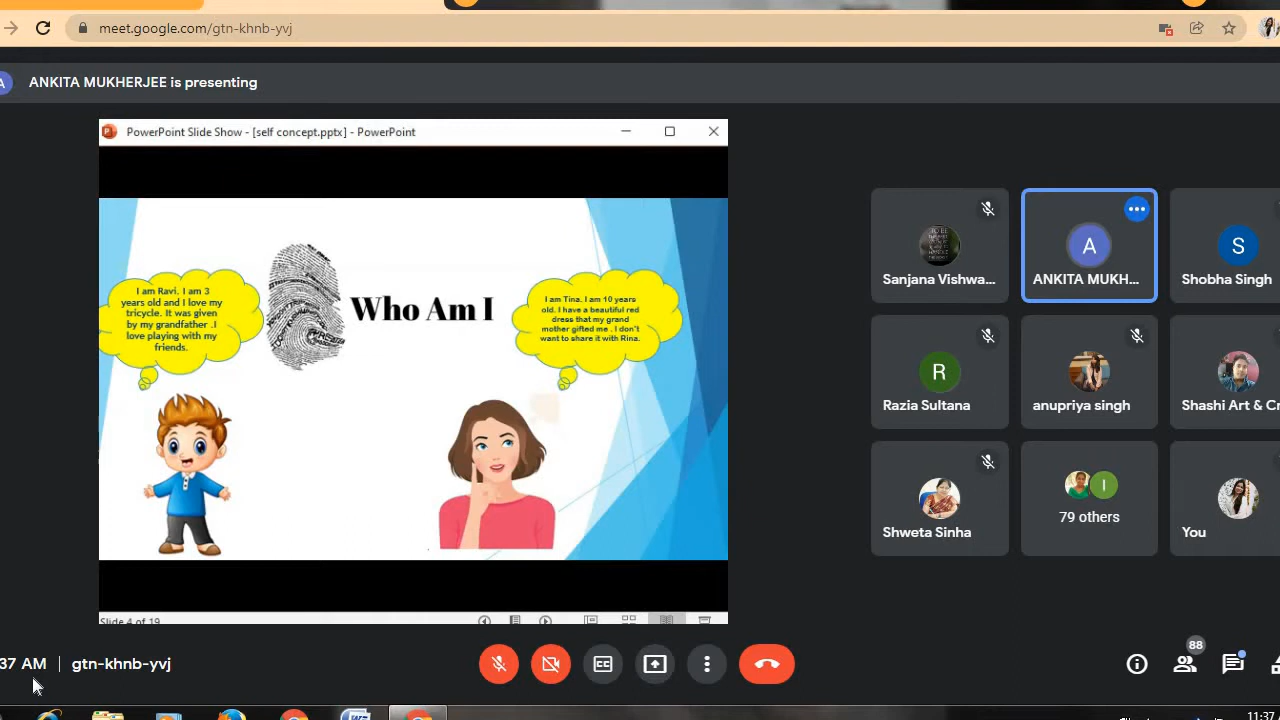 meet.google.com/gtn-khnb-yvj
A
ANKITA MUKHERJEE is presenting
PowerPoint Slide Show - [self concept.pptx] - PowerPoint
I am Ravi. I am 3
years old and I love my
tricycle. It was given
by my grandfather .I
love playing with my
friends.
Who Am I
I am Tina. I am 10 years
old. I have a beautiful red
dress that my grand
mother gifted me . I don't
want to share it with Rina.
Slide 4 of 19
Sanjana Vishwa...
A
ANKITA MUKH...
S
Shobha Singh
R
Razia Sultana
anupriya singh
Shashi Art & Cr
Shweta Sinha
I
79 others
You
37 AM
gtn-khnb-yvj
88
11:37